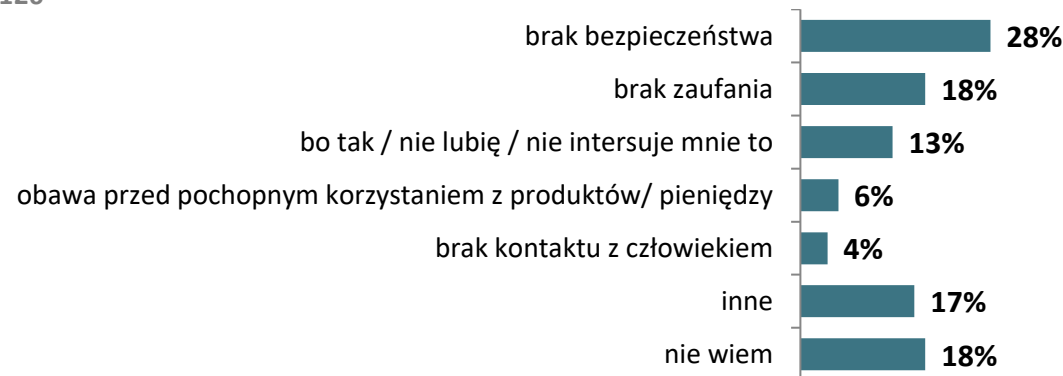 brak bezpieczeństwa 28%
brak zaufania 18%
bo tak / nie lubię / nie intersuje mnie to 13%
obawa przed pochopnym korzystaniem z produktów/ pieniędzy 6%
brak kontaktu z człowiekiem 4%
inne 17%
nie wiem 18%